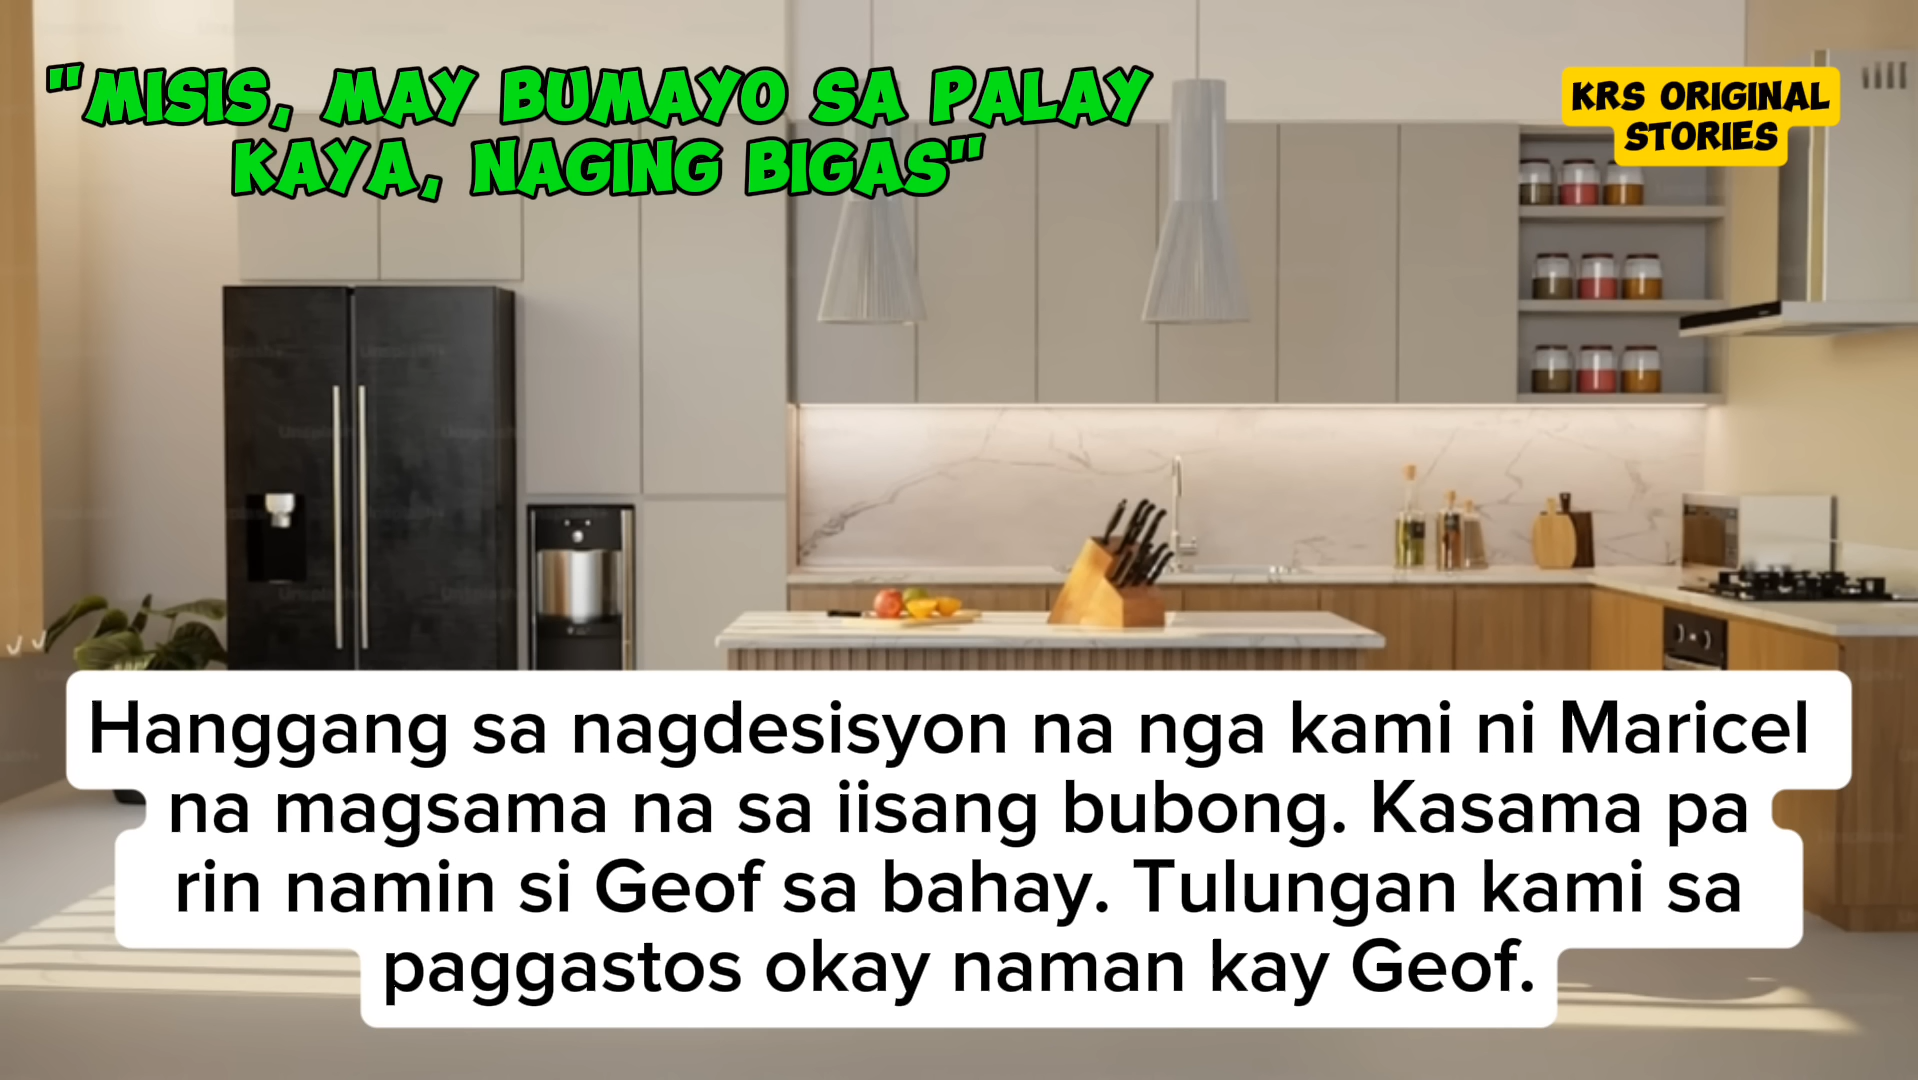 "MISIS, MAY BUMAYO SA PALAY
KAYA, NAGING BIGAS"
KRS ORIGINAL
STORIES
Hanggang sa nagdesisyon na nga kami ni Maricel
na magsama na sa iisang bubong. Kasama pa
rin namin si Geof sa bahay. Tulungan kami sa
paggastos okay naman kay Geof.